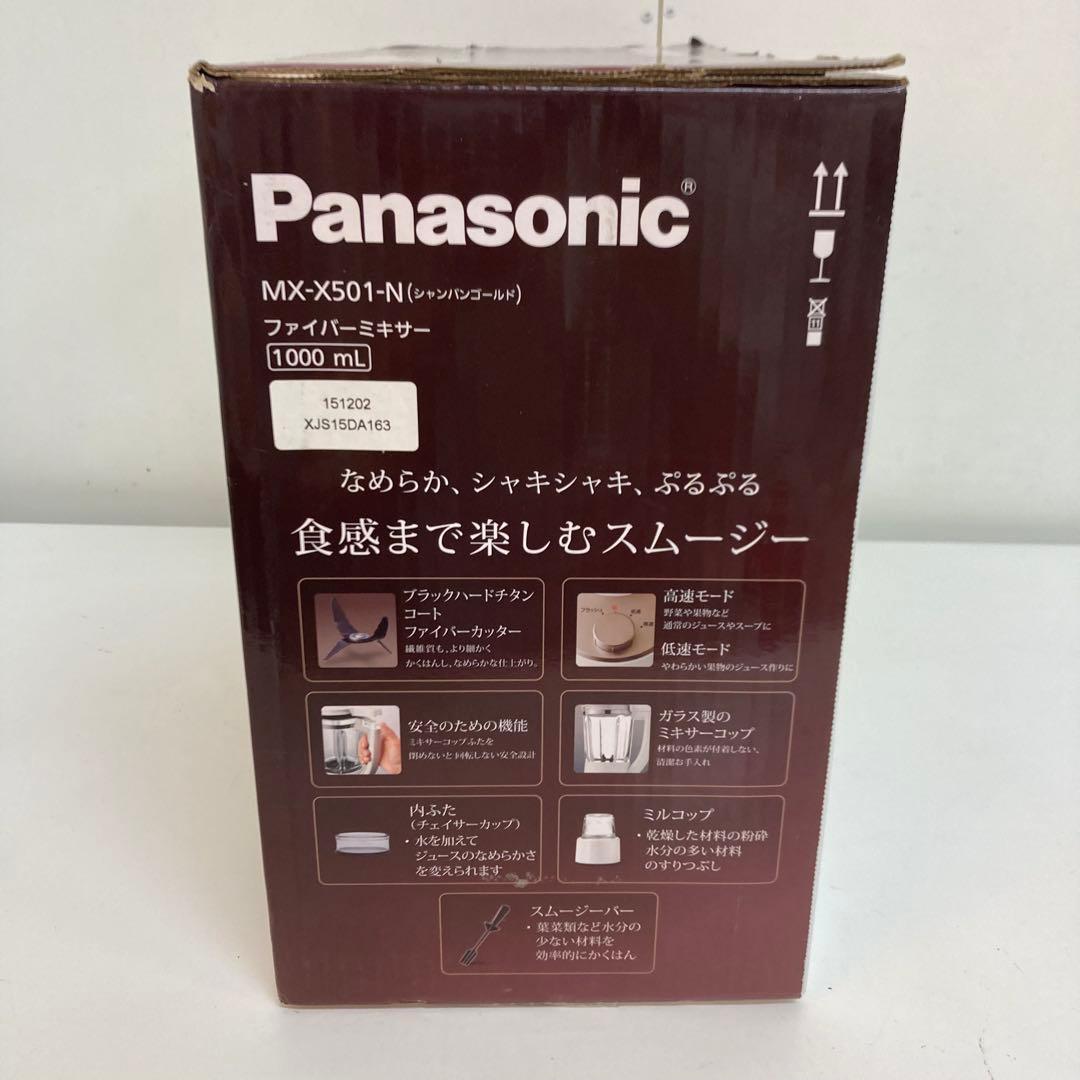 Panasonic®
MX-X501-N(シャンパンゴールド)
ファイバーミキサー
1000 mL
151202
XJS15DA163
なめらか、シャキシャキ、ぷるぷる
食感まで楽しむスムージー
ブラックハードチタン
コート
ファイバーカッター
繊維質も、より細かく
かくはんし、なめらかな仕上がり。
フラッシュ
切
低速
高速
高速モード
野菜や果物など
通常のジュースやスープに
低速モード
やわらかい果物のジュース作りに
安全のための機能
ミキサーコップふたを
閉めないと回転しない安全設計
ガラス製の
ミキサーコップ
材料の色素が付着しない、
清潔お手入れ
内ふた
(チェイサーカップ)
・水を加えて
ジュースのなめらかさ
を変えられます
ミルコップ
・乾燥した材料の粉砕
水分の多い材料
のすりつぶし
スムージーバー
・葉菜類など水分の
少ない材料を
効率的にかくはん